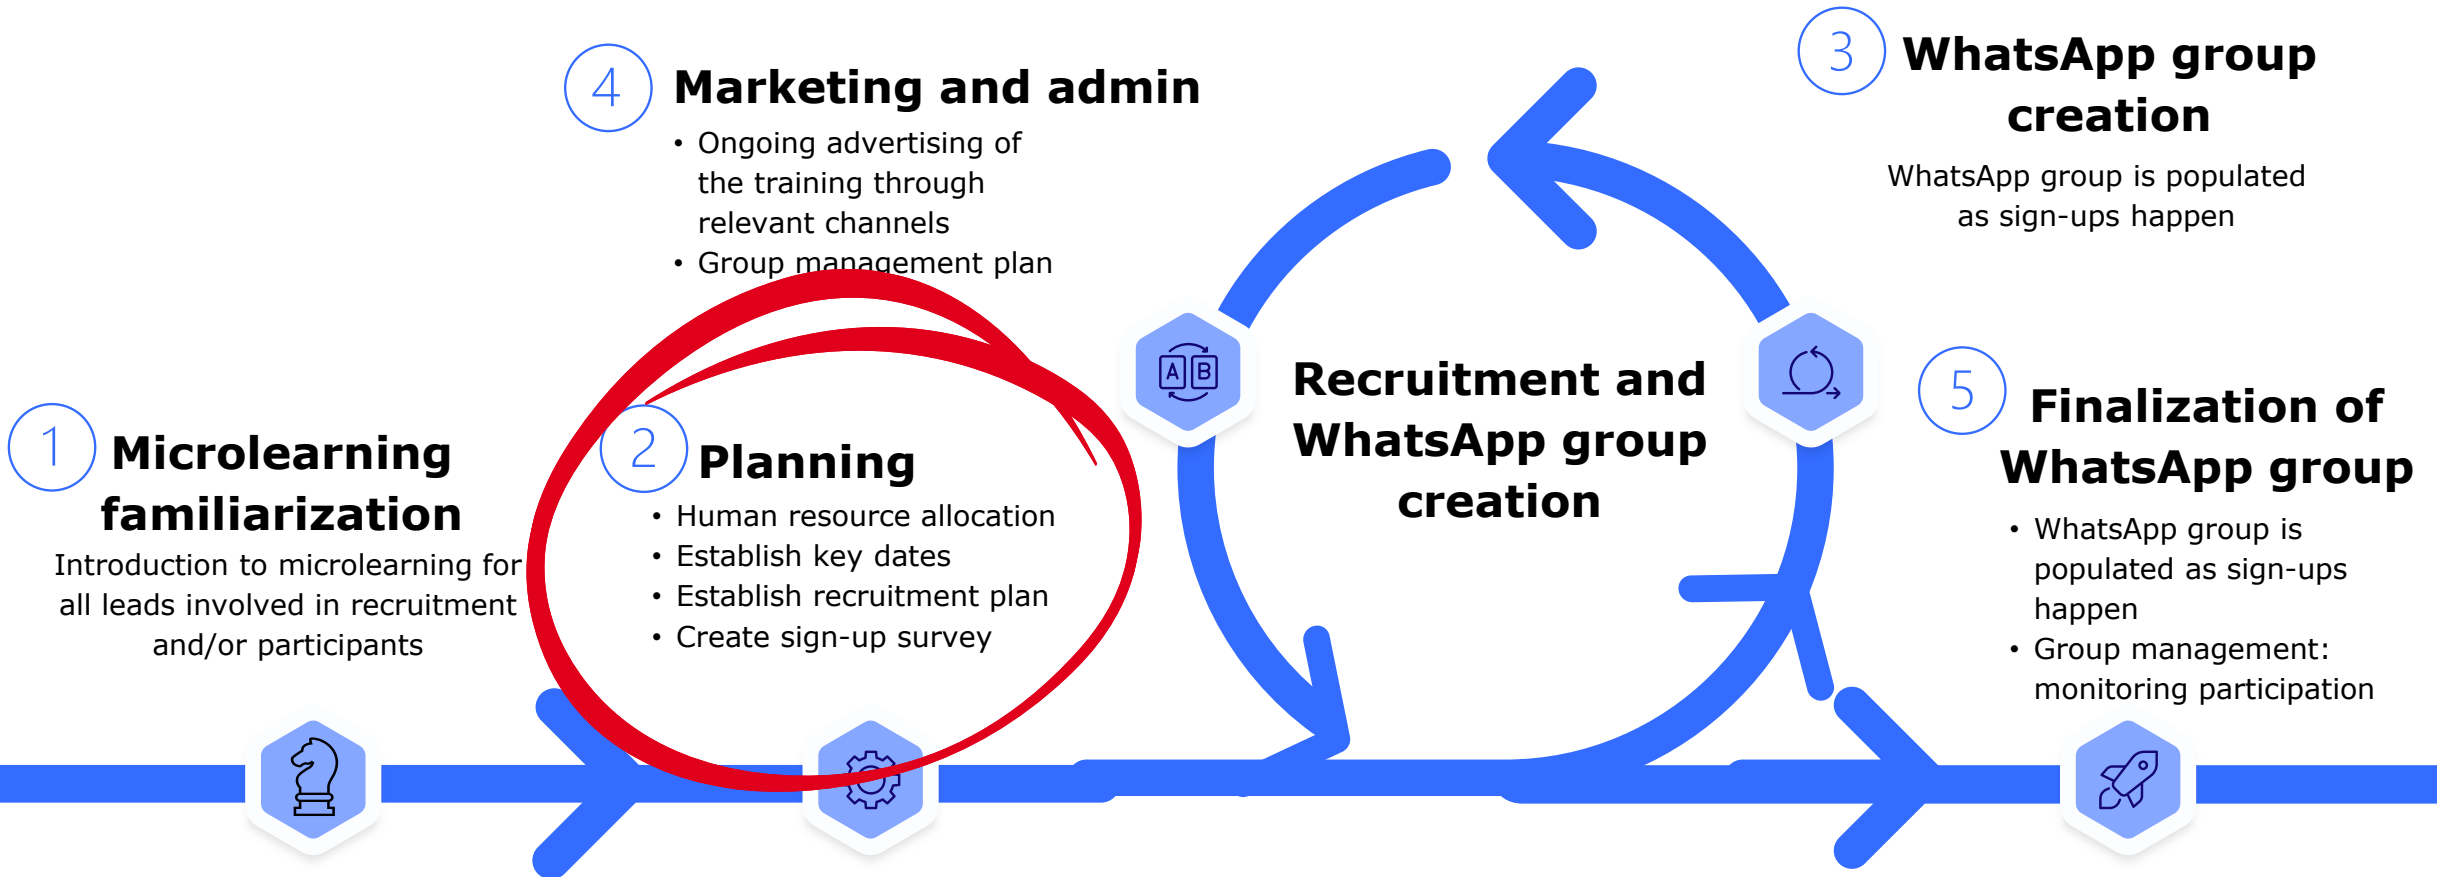 1
Microlearning
familiarization
Introduction to microlearning for
all leads involved in recruitment
and/or participants
2
Planning
• Human resource allocation
• Establish key dates
• Establish recruitment plan
• Create sign-up survey
3
WhatsApp group
creation
WhatsApp group is populated
as sign-ups happen
4
Marketing and admin
• Ongoing advertising of
the training through
relevant channels
• Group management plan
A B
Recruitment and
WhatsApp group
creation
5
Finalization of
WhatsApp group
• WhatsApp group is
populated as sign-ups
happen
• Group management:
monitoring participation